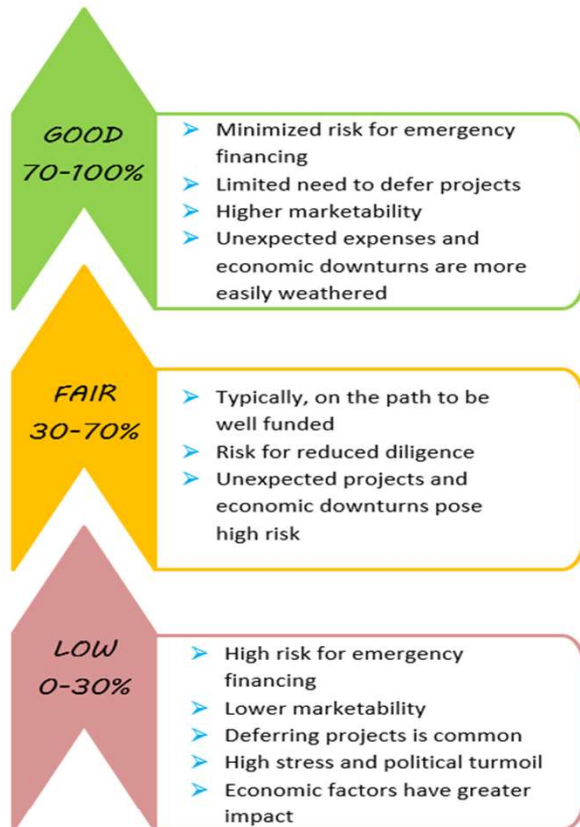 GOOD
70-100%
➤ Minimized risk for emergency
financing
➤ Limited need to defer projects
➤ Higher marketability
➤ Unexpected expenses and
economic downturns are more
easily weathered
FAIR
30-70%
➤ Typically, on the path to be
well funded
➤ Risk for reduced diligence
➤ Unexpected projects and
economic downturns pose
high risk
LOW
0-30%
➤ High risk for emergency
financing
➤ Lower marketability
➤ Deferring projects is common
➤ High stress and political turmoil
➤ Economic factors have greater
impact